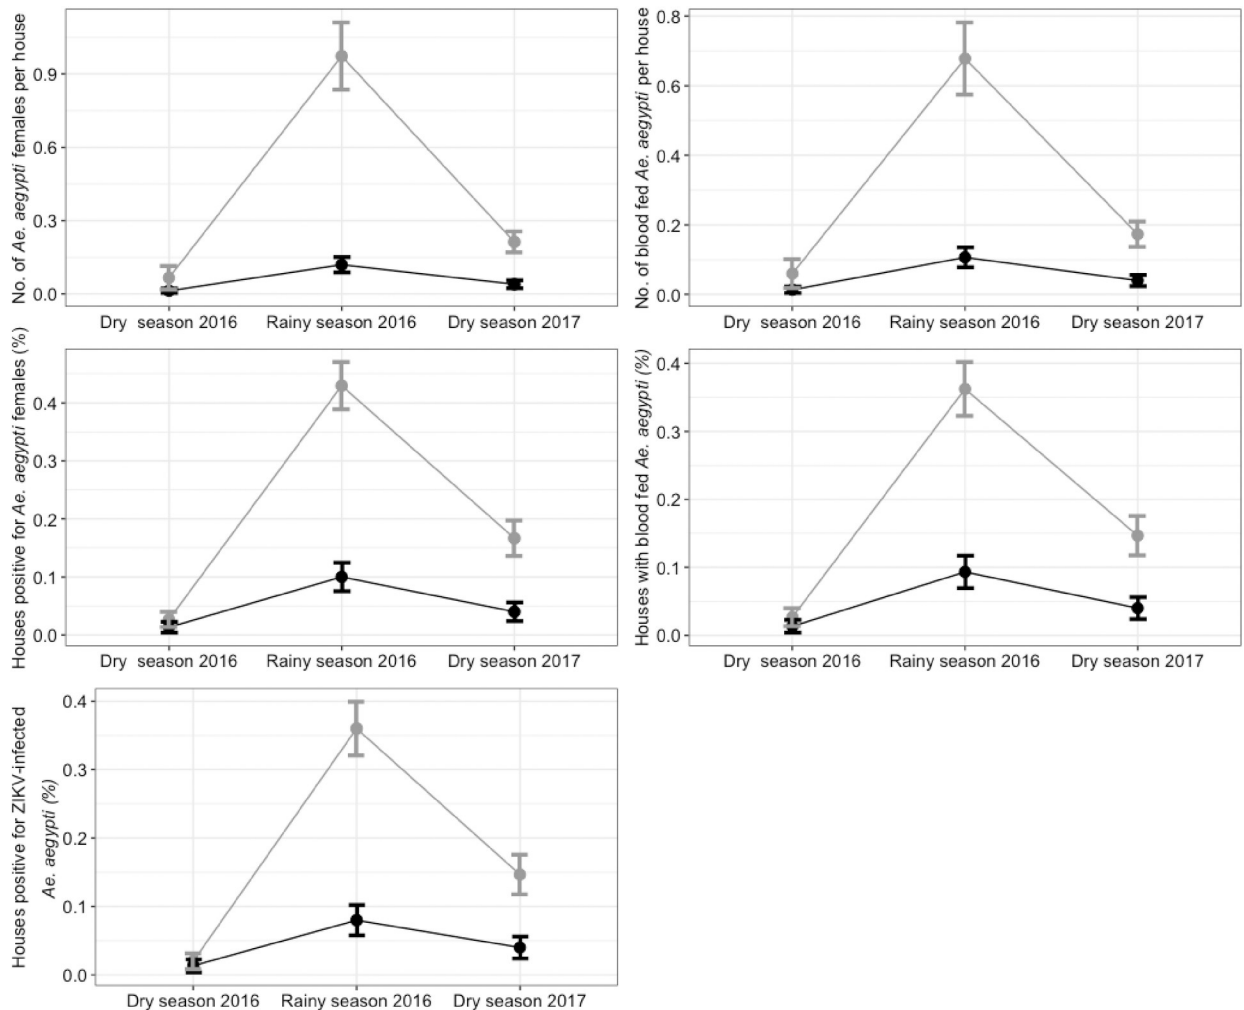 No. of Ae. aegypti females per house
0.9
0.6
0.3
0.0
Dry season 2016 Rainy season 2016 Dry season 2017
No. of blood fed Ae. aegypti per house
0.8
0.6
0.4
0.2
0.0
Dry season 2016 Rainy season 2016 Dry season 2017
Houses positive for Ae. aegypti females (%)
0.4
0.3
0.2
0.1
0.0
Dry season 2016 Rainy season 2016 Dry season 2017
Houses with blood fed Ae. aegypti (%)
0.4
0.3
0.2
0.1
0.0
Dry season 2016 Rainy season 2016 Dry season 2017
Houses positive for ZIKV-infected
Ae. aegypti (%)
0.4
0.3
0.2
0.1
0.0
Dry season 2016 Rainy season 2016 Dry season 2017